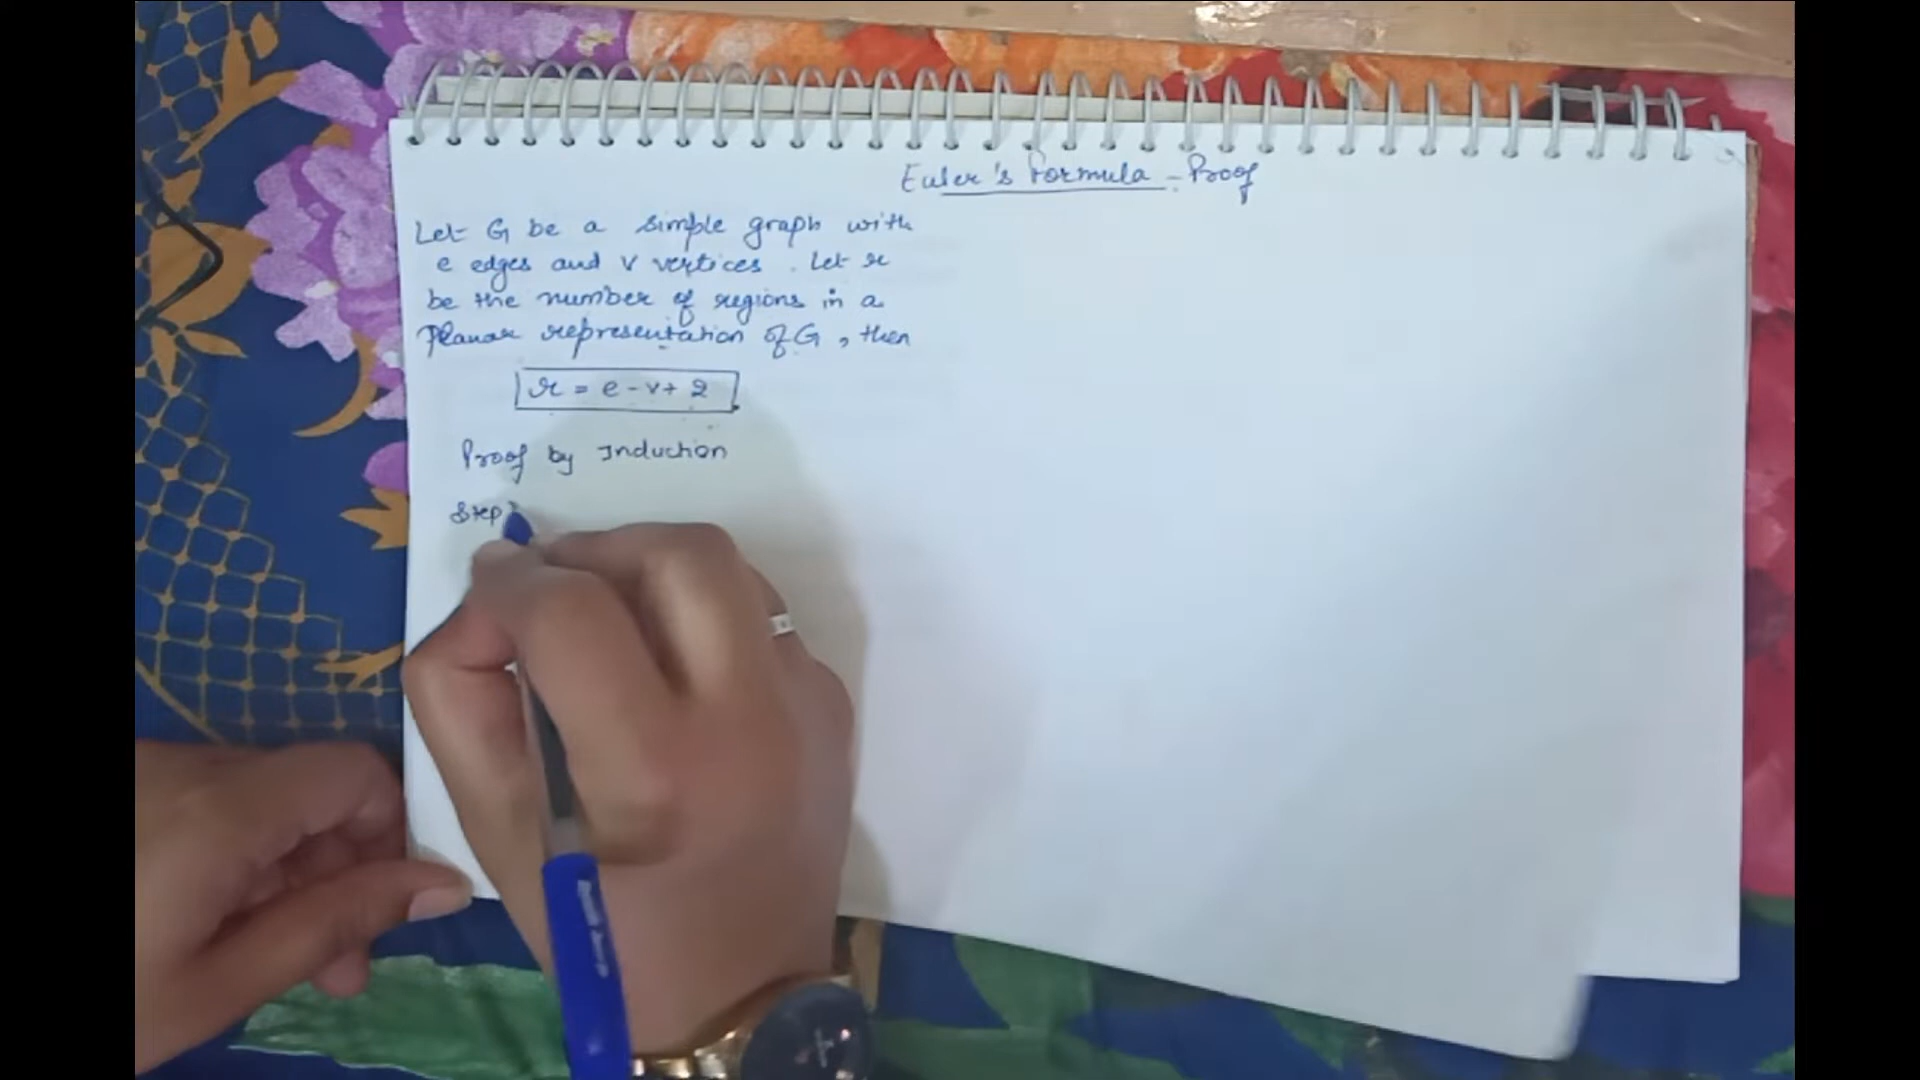 Euler's Formula - Proof
Let G be a simple graph with
e edges and v vertices. Let r
be the number of regions in a
Planar representation of G, then
r = e - v + 2
Proof by Induction
Step